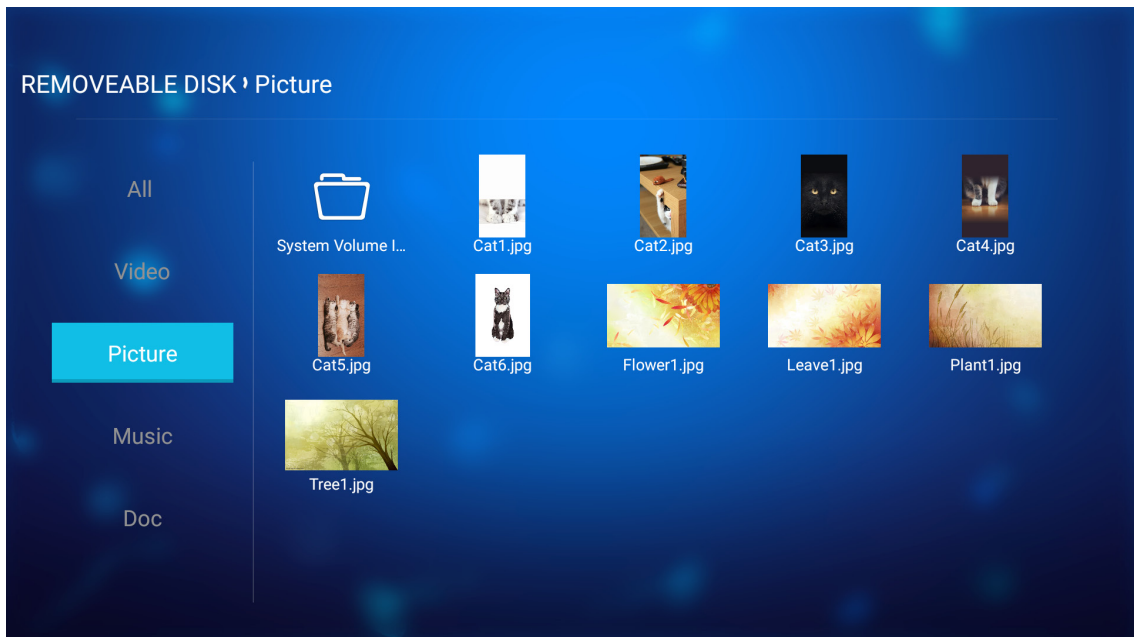 REMOVEABLE DISK › Picture
All
Video
Picture
Music
Doc
System Volume I...
Cat1.jpg
Cat2.jpg
Cat3.jpg
Cat4.jpg
Cat5.jpg
Cat6.jpg
Flower1.jpg
Leave1.jpg
Plant1.jpg
Tree1.jpg